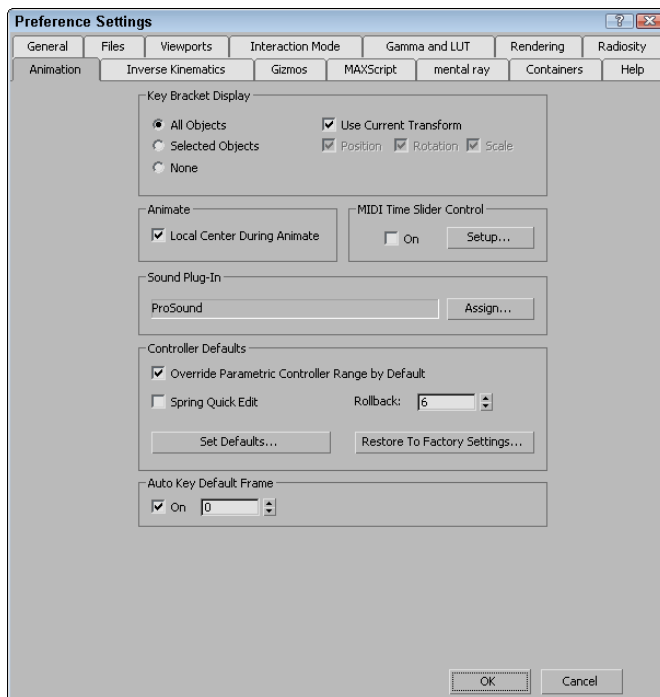 Preference Settings
General Files Viewports Interaction Mode Gamma and LUT Rendering Radiosity
Animation Inverse Kinematics Gizmos MAXScript mental ray Containers Help
Key Bracket Display
All Objects Use Current Transform
Selected Objects Position Rotation Scale
None
Animate MIDI Time Slider Control
Local Center During Animate On Setup...
Sound Plug-In
ProSound Assign...
Controller Defaults
Override Parametric Controller Range by Default
Spring Quick Edit Rollback: 6
Set Defaults... Restore To Factory Settings...
Auto Key Default Frame
On 0
OK Cancel